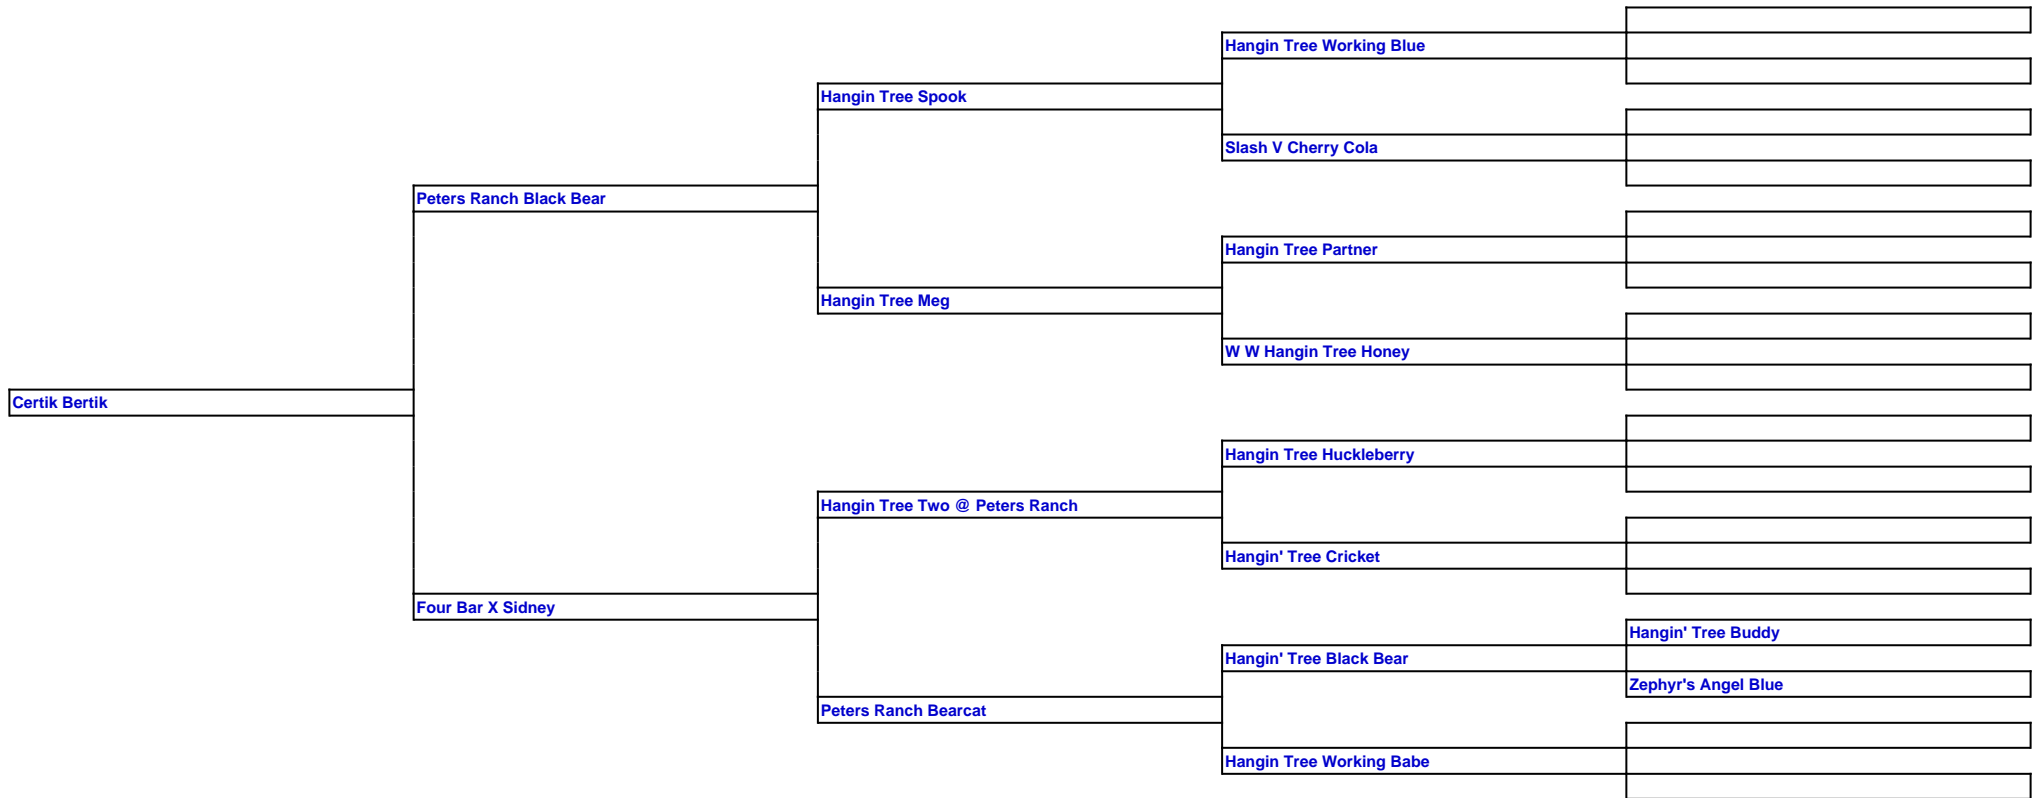 Hangin Tree Working Blue
Hangin Tree Spook
Slash V Cherry Cola
Peters Ranch Black Bear
Hangin Tree Partner
Hangin Tree Meg
W W Hangin Tree Honey
Certik Bertik
Hangin Tree Huckleberry
Hangin Tree Two @ Peters Ranch
Hangin' Tree Cricket
Four Bar X Sidney
Hangin' Tree Buddy
Hangin' Tree Black Bear
Zephyr's Angel Blue
Peters Ranch Bearcat
Hangin Tree Working Babe